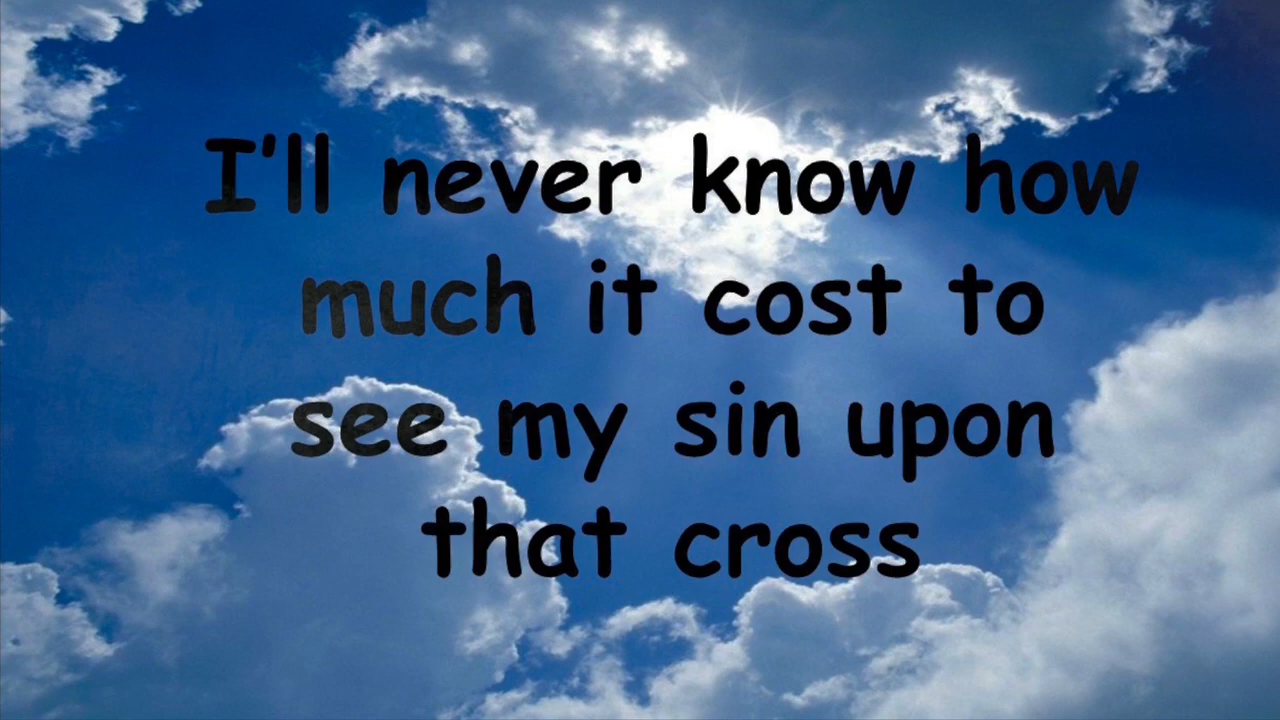 I'll never know how
much it cost to
see my sin upon
that cross